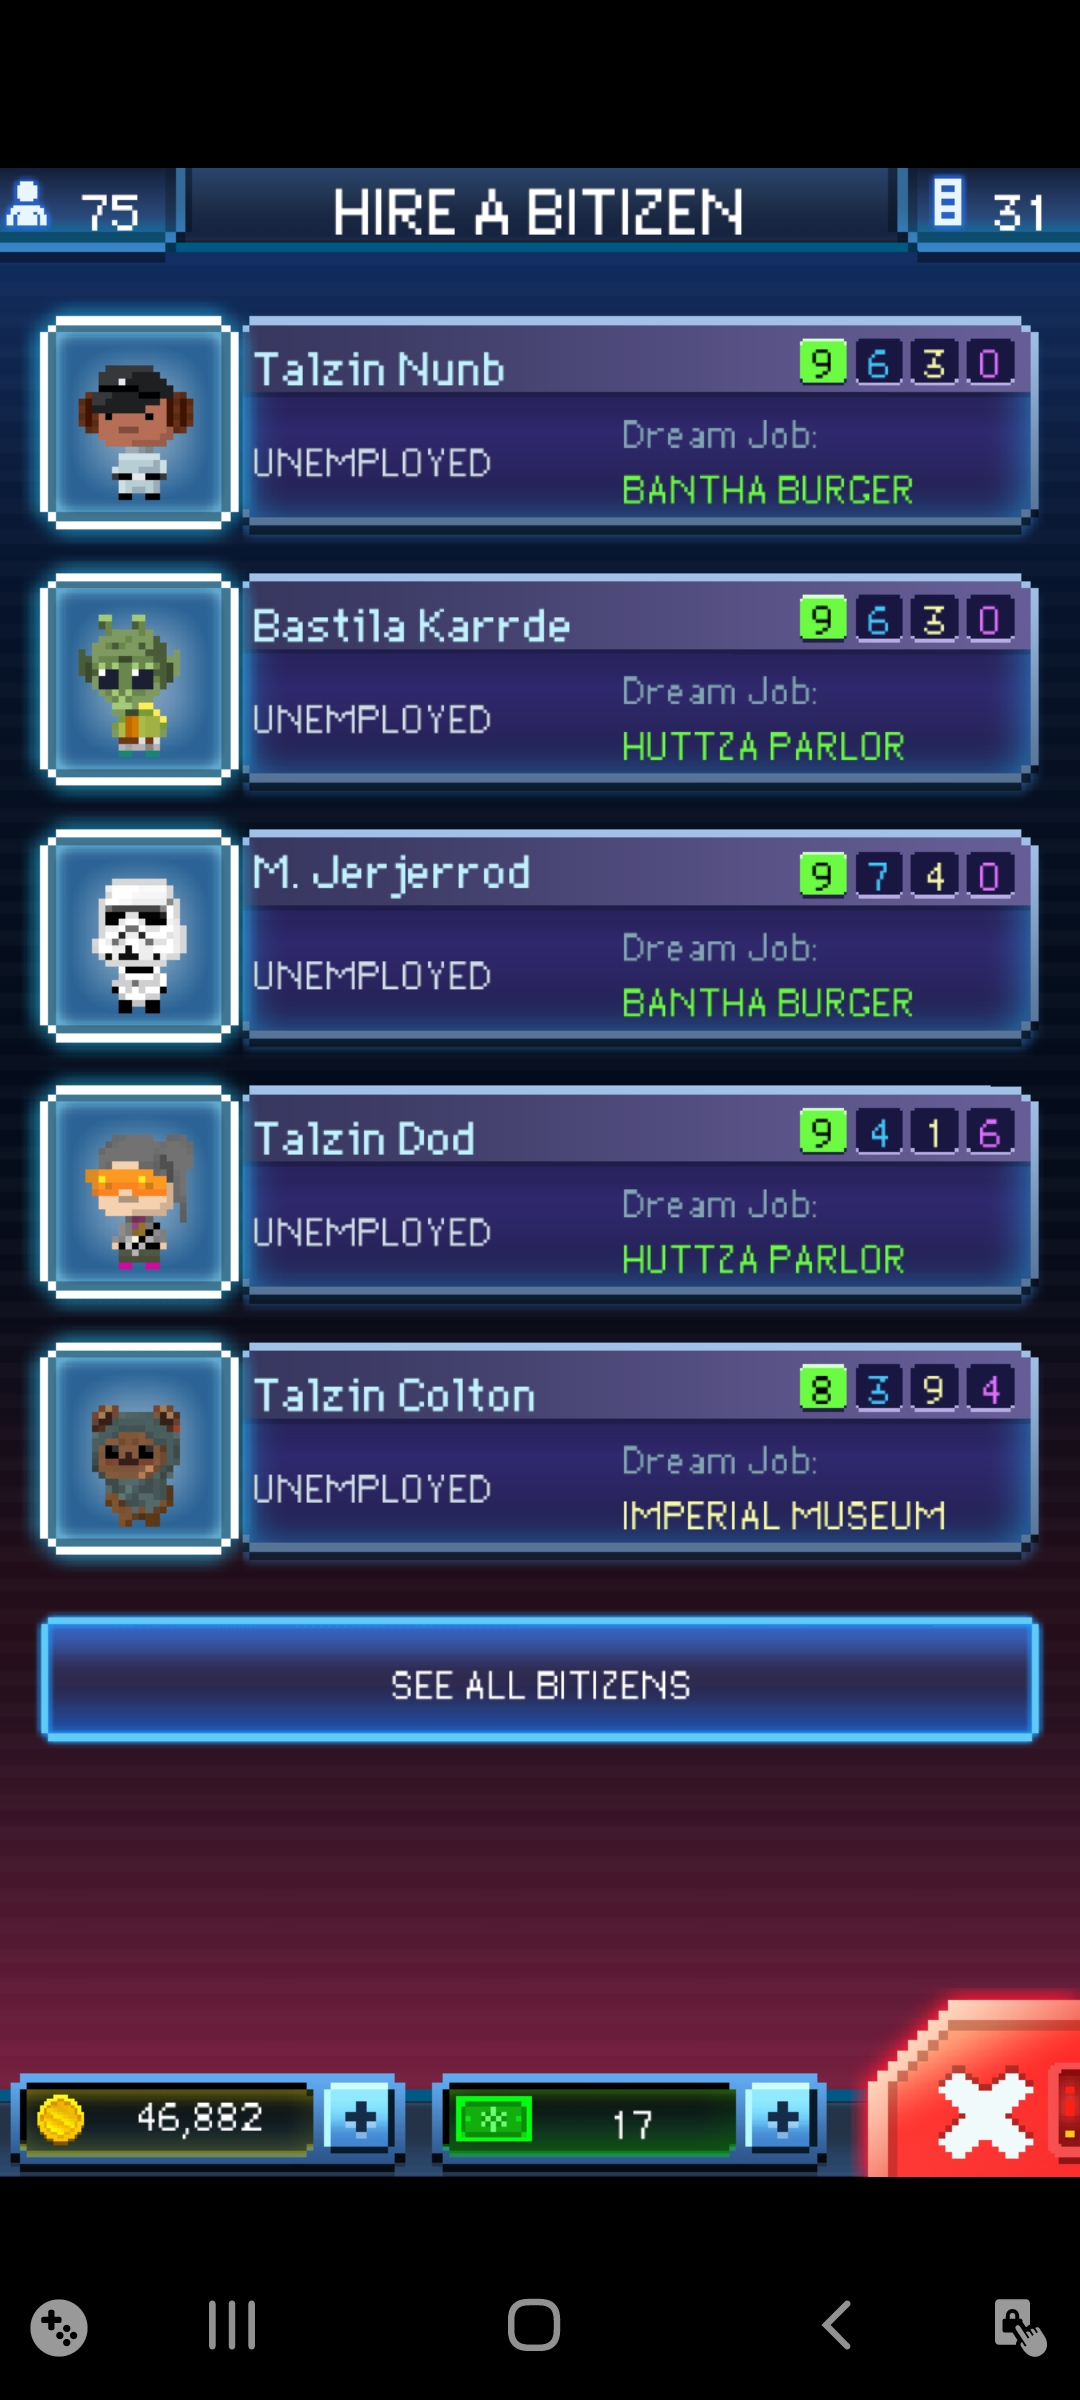 75
HIRE A BITIZEN
31
Talzin Nunb 9 6 3 0
Dream Job:
UNEMPLOYED
BANTHA BURGER
Bastila Karrde 9 6 3 0
Dream Job:
UNEMPLOYED
HUTTZA PARLOR
M. Jerjerrod 9 7 4 0
Dream Job:
UNEMPLOYED
BANTHA BURGER
Talzin Dod 9 4 1 6
Dream Job:
UNEMPLOYED
HUTTZA PARLOR
Talzin Colton 8 3 9 4
Dream Job:
UNEMPLOYED
IMPERIAL MUSEUM
SEE ALL BITIZENS
46,882 +
17 +